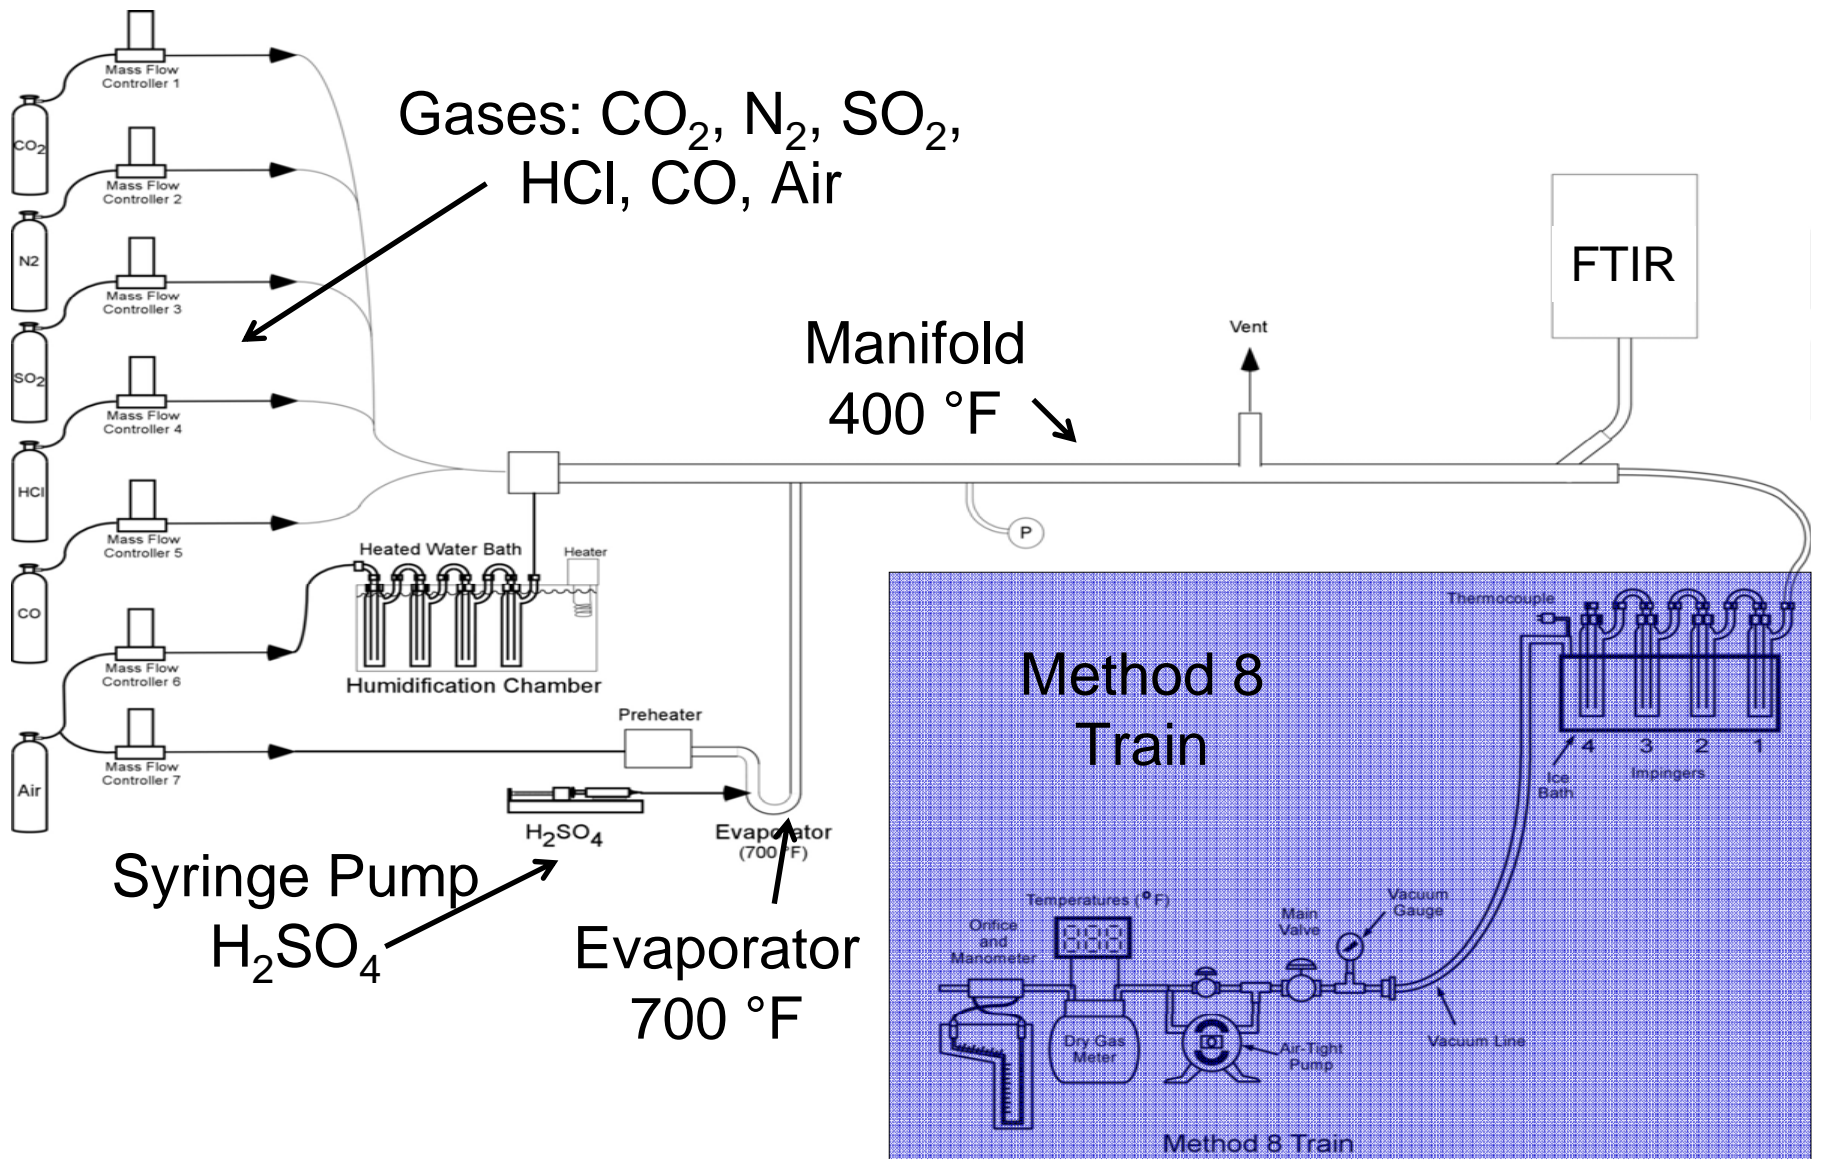 Mass Flow
Controller 1
CO2
Mass Flow
Controller 2
N2
Mass Flow
Controller 3
SO2
Mass Flow
Controller 4
HCl
Mass Flow
Controller 5
CO
Mass Flow
Controller 6
Mass Flow
Controller 7
Air
Gases: CO2, N2, SO2,
HCl, CO, Air
Manifold
400 °F
Vent
FTIR
P
Heated Water Bath
Heater
Humidification Chamber
Preheater
H2SO4
Evaporator
(700 °F)
Syringe Pump
H2SO4
Evaporator
700 °F
Method 8
Train
Thermocouple
4 3 2 1
Impingers
Ice
Bath
Vacuum
Gauge
Main
Valve
Temperatures (°F)
888
Orifice
and
Manometer
Dry Gas
Meter
Air-Tight
Pump
Vacuum Line
Method 8 Train